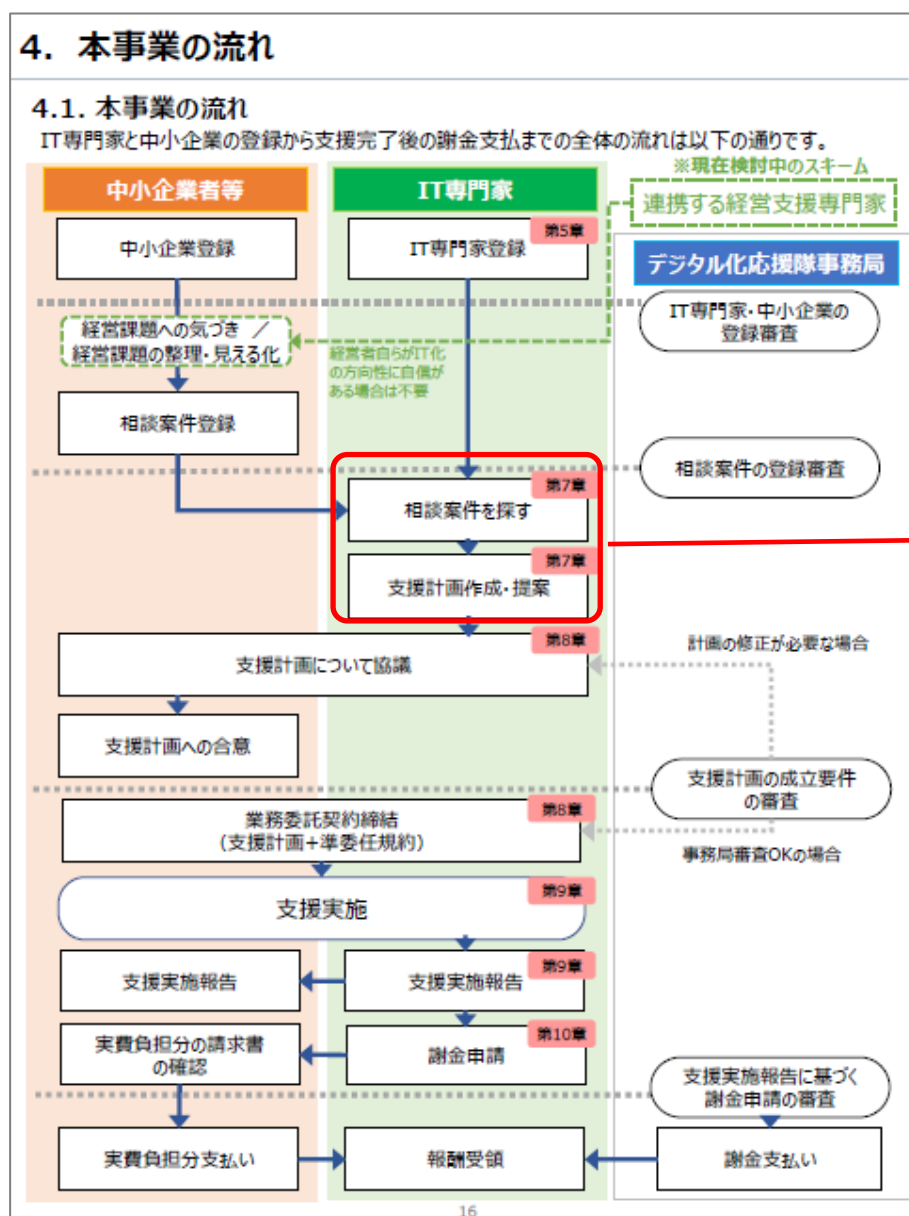 4. 本事業の流れ
4.1. 本事業の流れ
IT専門家と中小企業の登録から支援完了後の謝金支払までの全体の流れは以下の通りです。
※現在検討中のスキーム
中小企業者等
IT専門家
連携する経営支援専門家
デジタル化応援隊事務局
中小企業登録
第5章
IT専門家登録
IT専門家・中小企業の
登録審査
経営課題への気づき ／
経営課題の整理・見える化
経営者自らがIT化
の方向性に自信が
ある場合は不要
相談案件登録
相談案件の登録審査
第7章
相談案件を探す
第7章
支援計画作成・提案
第8章
支援計画について協議
計画の修正が必要な場合
支援計画への合意
支援計画の成立要件
の審査
第8章
業務委託契約締結
（支援計画+準委任規約）
事務局審査OKの場合
第9章
支援実施
支援実施報告
第9章
支援実施報告
実費負担分の請求書
の確認
第10章
謝金申請
支援実施報告に基づく
謝金申請の審査
実費負担分支払い
報酬受領
謝金支払い
16